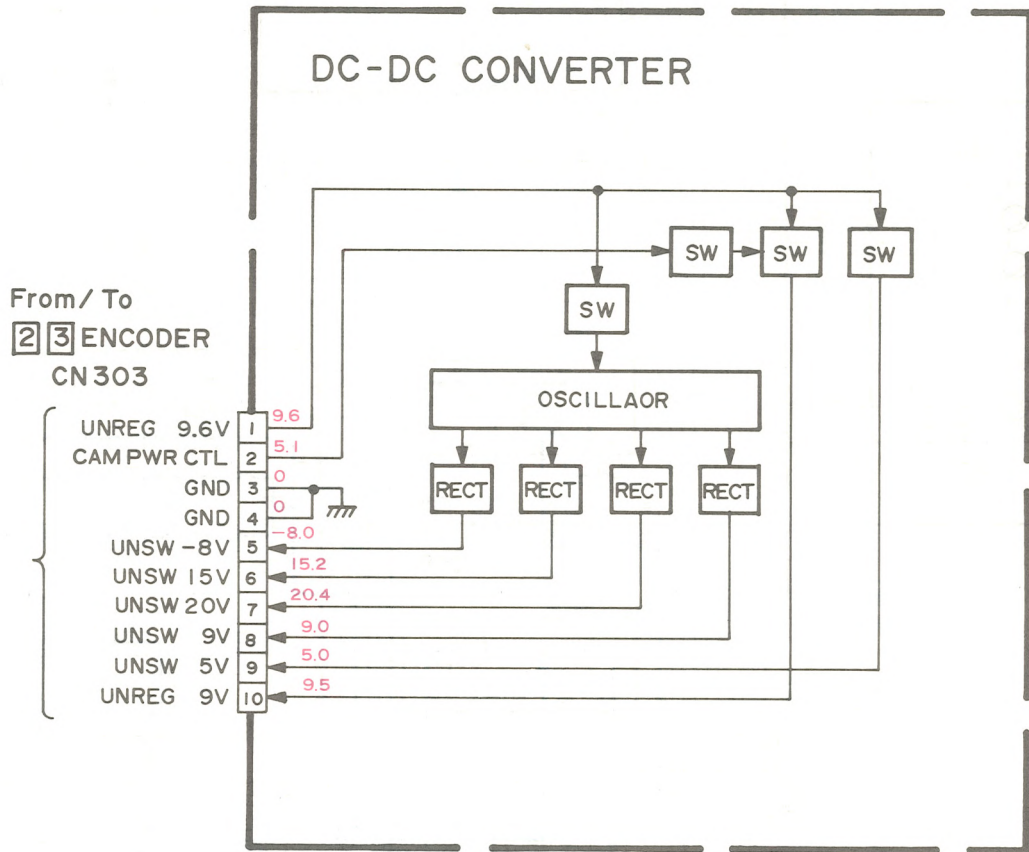 DC-DC CONVERTER
SW
SW
SW
SW
OSCILLAOR
RECT
RECT
RECT
RECT
From/To
2 3 ENCODER
CN303
UNREG 9.6V 1 9.6
CAM PWR CTL 2 5.1
GND 3 0
GND 4 0
UNSW -8V 5 -8.0
UNSW 15V 6 15.2
UNSW 20V 7 20.4
UNSW 9V 8 9.0
UNSW 5V 9 5.0
UNREG 9V 10 9.5